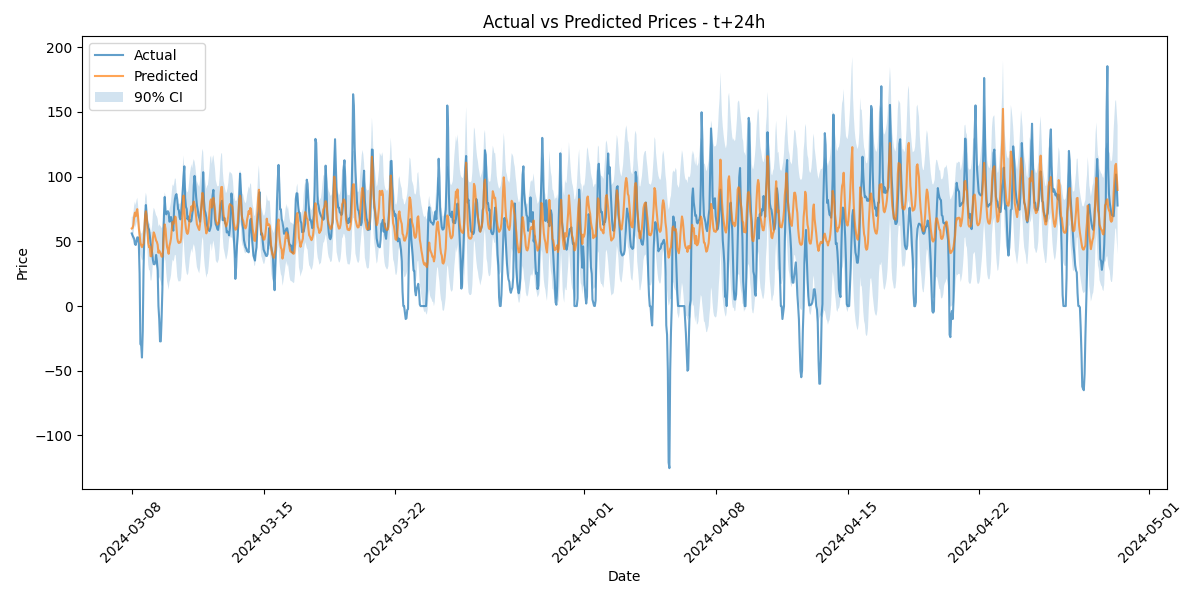 Actual vs Predicted Prices - t+24h
Actual
Predicted
90% CI
200
150
100
50
0
−50
−100
Price
2024-03-08
2024-03-15
2024-03-22
2024-04-01
2024-04-08
2024-04-15
2024-04-22
2024-05-01
Date